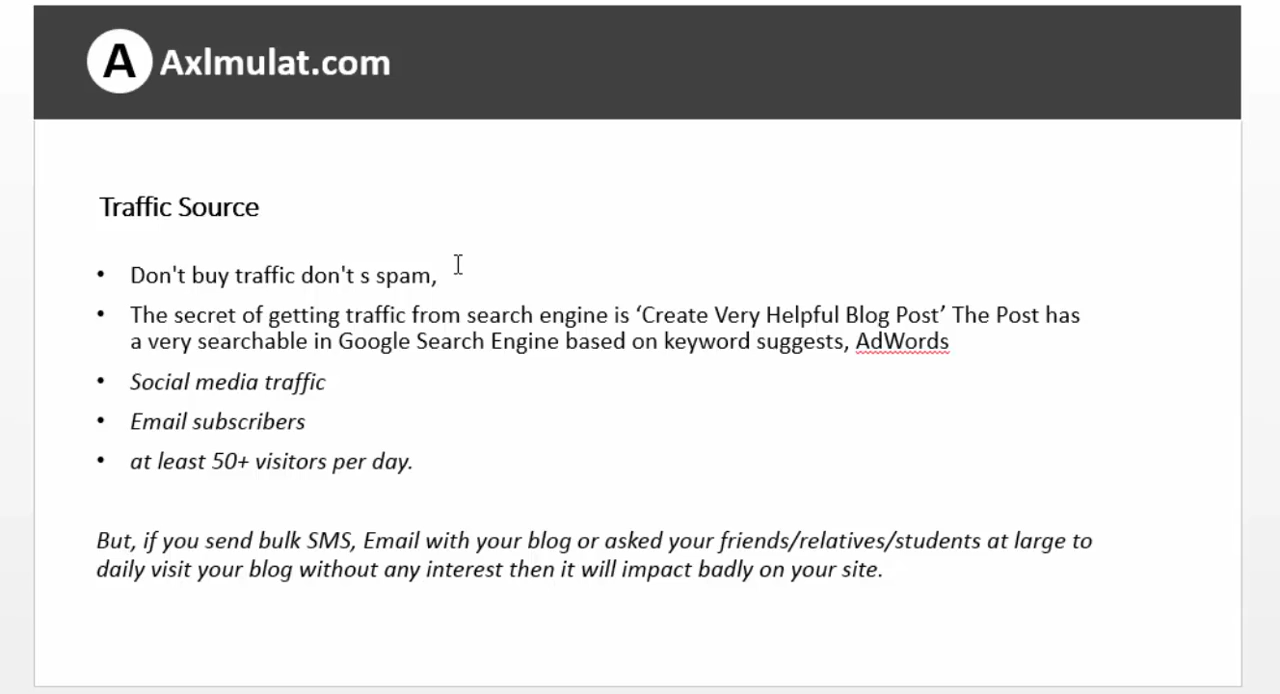 A Axlmulat.com
Traffic Source
• Don't buy traffic don't s spam,
• The secret of getting traffic from search engine is ‘Create Very Helpful Blog Post’ The Post has
a very searchable in Google Search Engine based on keyword suggests, AdWords
• Social media traffic
• Email subscribers
• at least 50+ visitors per day.
But, if you send bulk SMS, Email with your blog or asked your friends/relatives/students at large to
daily visit your blog without any interest then it will impact badly on your site.